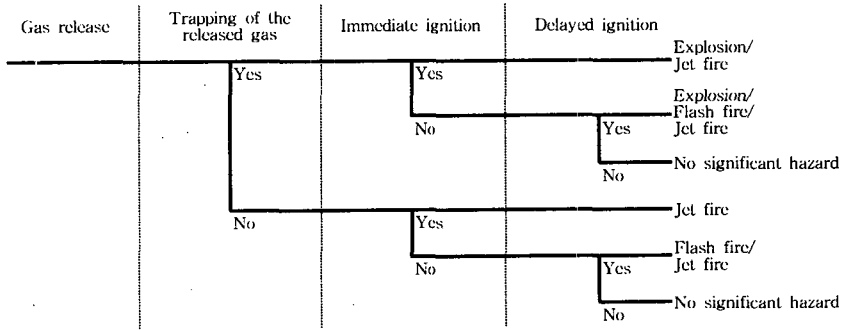 Gas release
Trapping of the
released gas
Immediate ignition
Delayed ignition
Yes
Yes
Explosion/
Jet fire
No
Yes
Explosion/
Flash fire/
Jet fire
No
No significant hazard
No
Yes
Jet fire
No
Yes
Flash fire/
Jet fire
No
No significant hazard